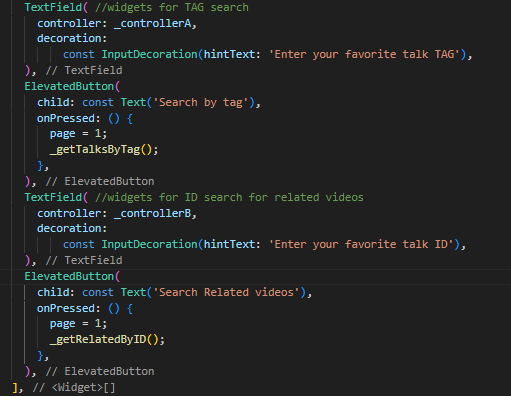 TextField( //widgets for TAG search
controller: _controllerA,
decoration:
const InputDecoration(hintText: 'Enter your favorite talk TAG'),
), // TextField
ElevatedButton(
child: const Text('Search by tag'),
onPressed: () {
page = 1;
_getTalksByTag();
},
), // ElevatedButton
TextField( //widgets for ID search for related videos
controller: _controllerB,
decoration:
const InputDecoration(hintText: 'Enter your favorite talk ID'),
), // TextField
ElevatedButton(
child: const Text('Search Related videos'),
onPressed: () {
page = 1;
_getRelatedByID();
},
), // ElevatedButton
], // <Widget>[]